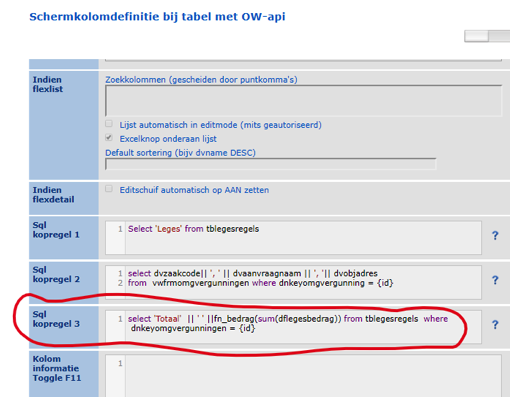 Schermkolomdefinitie bij tabel met OW-api
Indien
flexlist
Zoekkolommen (gescheiden door puntkomma's)
Lijst automatisch in editmode (mits geautoriseerd)
Excelknop onderaan lijst
Default sortering (bijv dvname DESC)
Indien
flexdetail
Editschuif automatisch op AAN zetten
Sql
kopregel 1
1 Select 'Leges' from tblegesregels
?
Sql
kopregel 2
1 select dvzaakcode|| ', ' || dvaanvraagnaam || ', '|| dvobjadres
2 from vwfrmomgvergunningen where dnkeyomgvergunning = {id}
?
Sql
kopregel 3
1 select 'Totaal' || ' ' ||fn_bedrag(sum(dflegesbedrag)) from tblegesregels where
dnkeyomgvergunningen = {id}
?
Kolom
informatie
Toggle F11
1